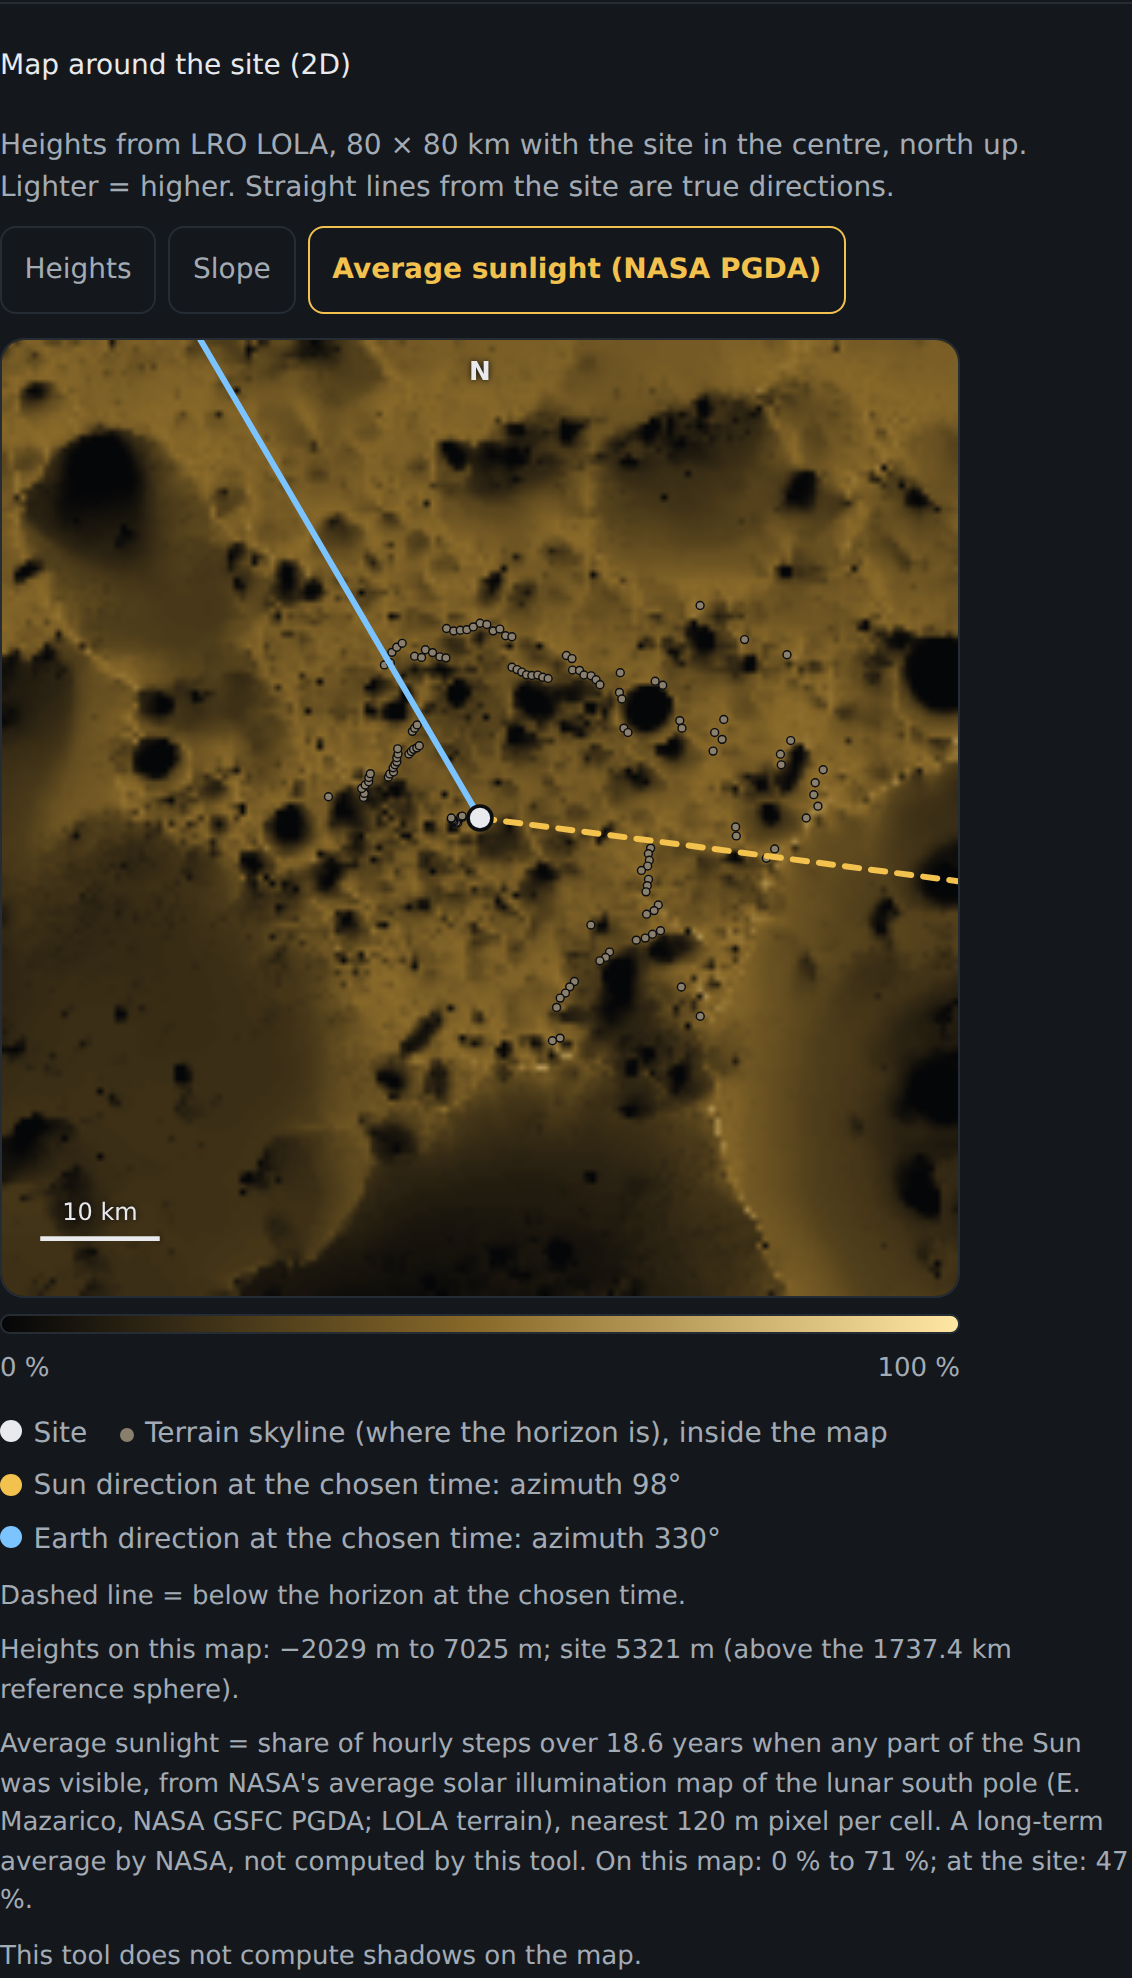 Map around the site (2D)
Heights from LRO LOLA, 80 × 80 km with the site in the centre, north up.
Lighter = higher. Straight lines from the site are true directions.
Heights
Slope
Average sunlight (NASA PGDA)
N
10 km
0 %
100 %
Site
Terrain skyline (where the horizon is), inside the map
Sun direction at the chosen time: azimuth 98°
Earth direction at the chosen time: azimuth 330°
Dashed line = below the horizon at the chosen time.
Heights on this map: −2029 m to 7025 m; site 5321 m (above the 1737.4 km
reference sphere).
Average sunlight = share of hourly steps over 18.6 years when any part of the Sun
was visible, from NASA's average solar illumination map of the lunar south pole (E.
Mazarico, NASA GSFC PGDA; LOLA terrain), nearest 120 m pixel per cell. A long-term
average by NASA, not computed by this tool. On this map: 0 % to 71 %; at the site: 47
%.
This tool does not compute shadows on the map.